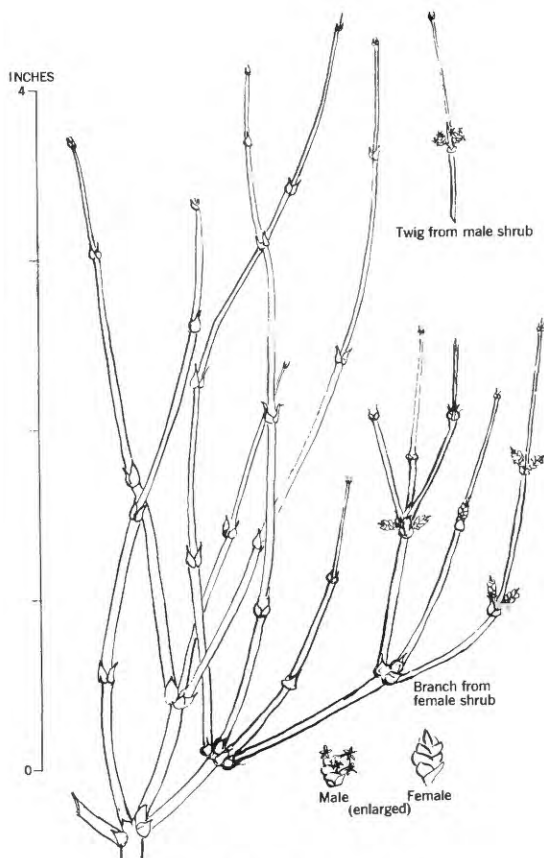 INCHES
4
Twig from male shrub
Branch from
female shrub
0
Male
Female
(enlarged)